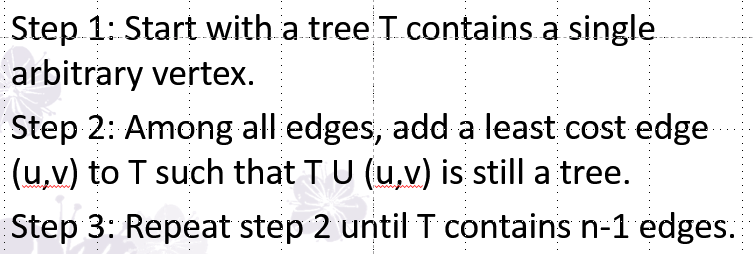 Step 1: Start with a tree T contains a single
arbitrary vertex.
Step 2: Among all edges, add a least cost edge
(u,v) to T such that T U (u,v) is still a tree.
Step 3: Repeat step 2 until T contains n-1 edges.